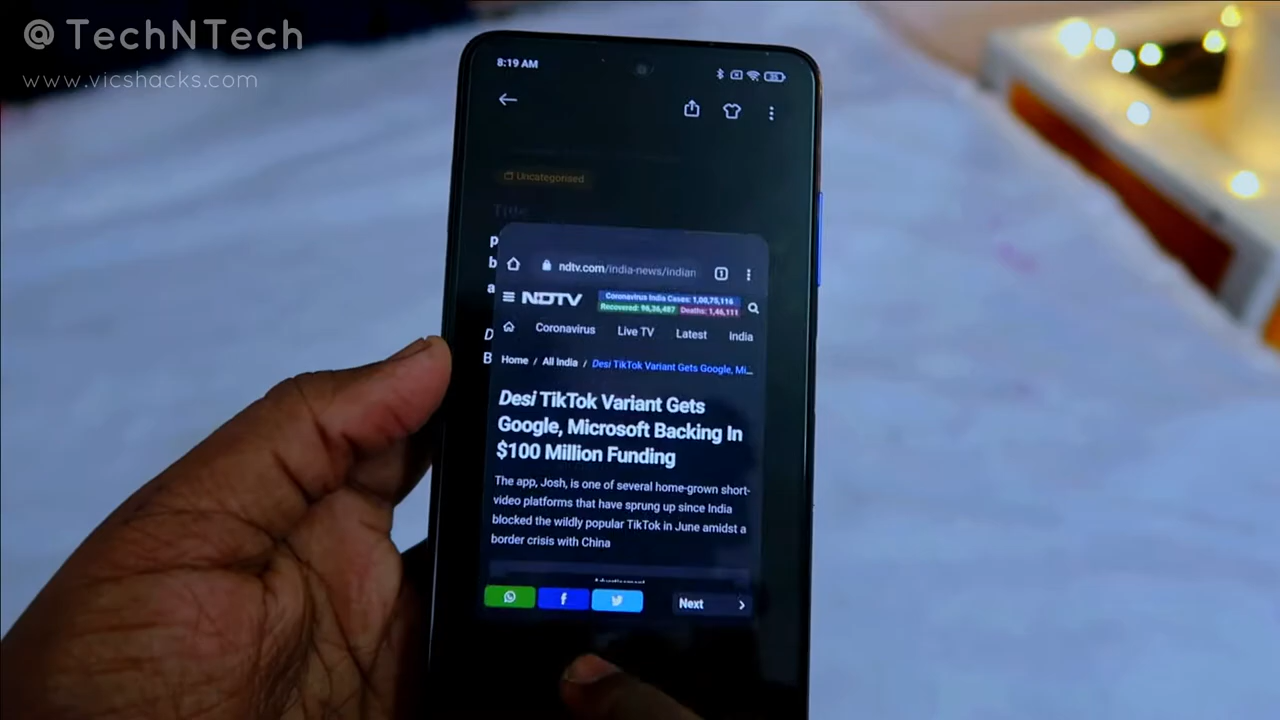 @ TechNTech
www.vicshacks.com
8:19 AM
Uncategorised
Title
p
b
a
D
B
ndtv.com/india-news/indian
1
NDTV
Coronavirus India Cases: 1,00,75,116
Recovered: 96,36,487 Deaths: 1,46,111
Coronavirus Live TV Latest India
Home / All India / Desi TikTok Variant Gets Google, Mi...
Desi TikTok Variant Gets
Google, Microsoft Backing In
$100 Million Funding
The app, Josh, is one of several home-grown short-
video platforms that have sprung up since India
blocked the wildly popular TikTok in June amidst a
border crisis with China
Advertisement
f
Next